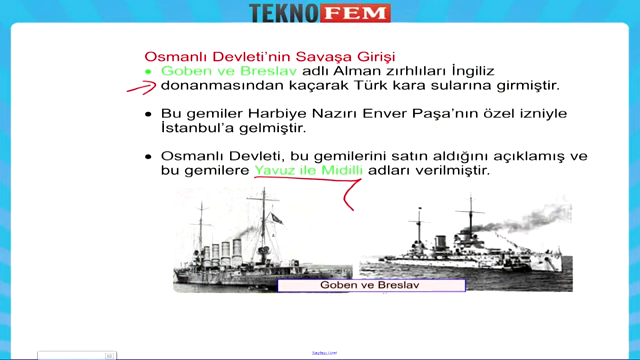 TEKNOFEM
Osmanlı Devleti'nin Savaşa Girişi
● Goben ve Breslav adlı Alman zırhlıları İngiliz
donanmasından kaçarak Türk kara sularına girmiştir.
● Bu gemiler Harbiye Nazırı Enver Paşa'nın özel izniyle
İstanbul'a gelmiştir.
● Osmanlı Devleti, bu gemilerini satın aldığını açıklamış ve
bu gemilere Yavuz ile Midilli adları verilmiştir.
Goben ve Breslav